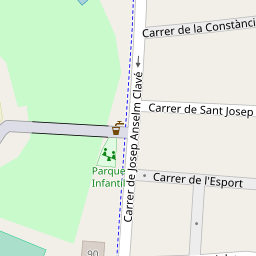 Carrer de la Constànci
Carrer de Josep Anselm Clavé
Carrer de Sant Josep
Parque
Infantil
Carrer de l'Esport
90